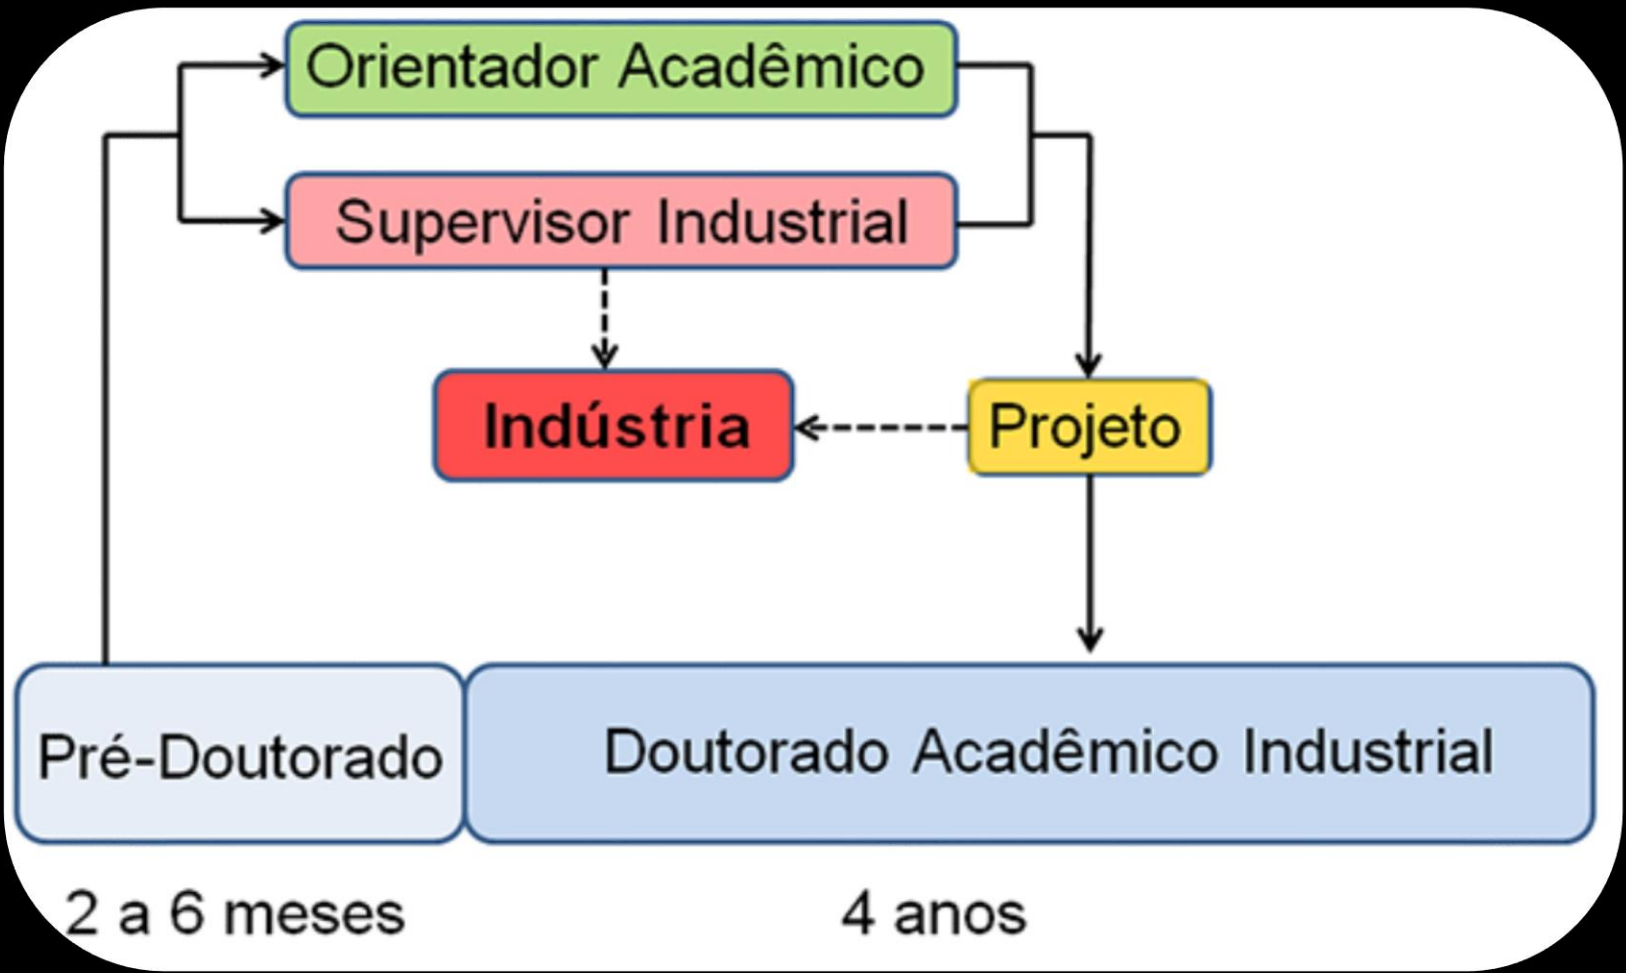 Orientador Acadêmico
Supervisor Industrial
Indústria
Projeto
Pré-Doutorado
Doutorado Acadêmico Industrial
2 a 6 meses
4 anos